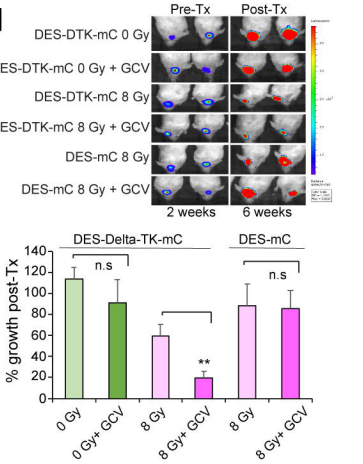 Pre-Tx Post-Tx
DES-DTK-mC 0 Gy
ES-DTK-mC 0 Gy + GCV
DES-DTK-mC 8 Gy
ES-DTK-mC 8 Gy + GCV
DES-mC 8 Gy
DES-mC 8 Gy + GCV
2 weeks 6 weeks
DES-Delta-TK-mC DES-mC
n.s n.s
**
% growth post-Tx
140
120
100
80
60
40
20
0
0 Gy
0 Gy+ GCV
8 Gy
8 Gy+ GCV
8 Gy
8 Gy+ GCV